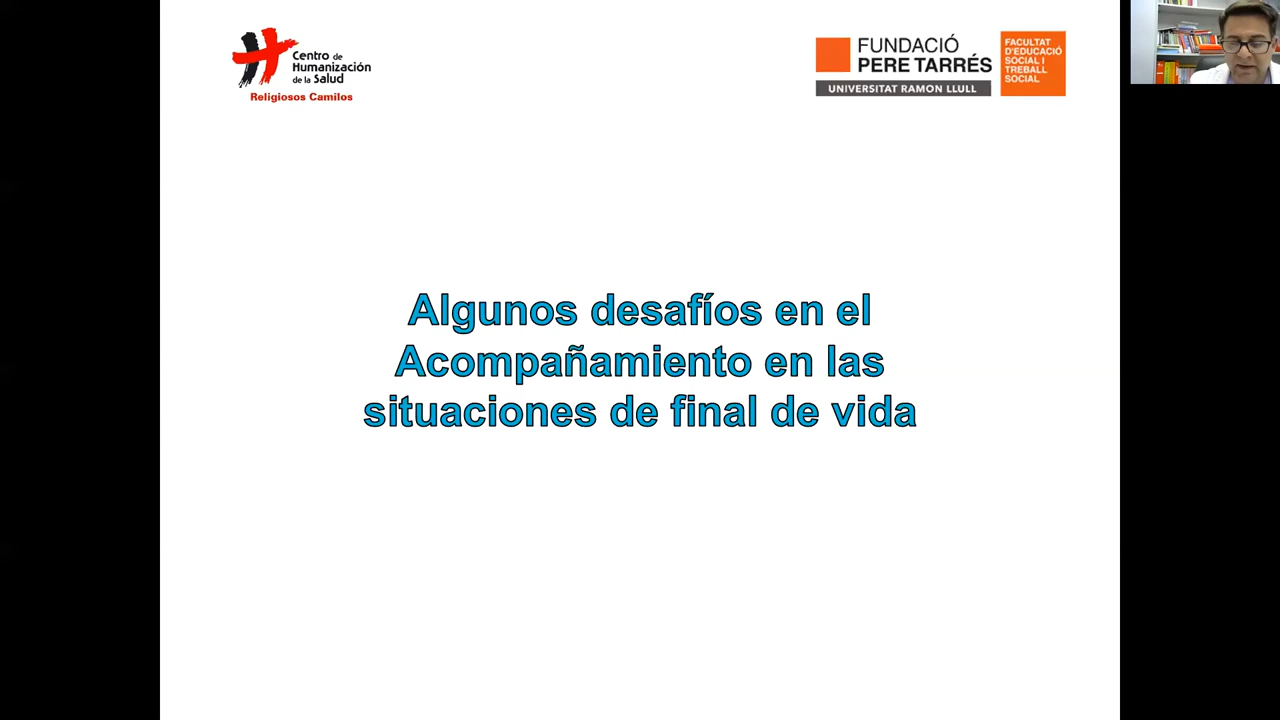 Centro de
Humanización
de la Salud
Religiosos Camilos
FUNDACIÓ
PERE TARRÉS
UNIVERSITAT RAMON LLULL
FACULTAT
D'EDUCACIÓ
SOCIAL I
TREBALL
SOCIAL
Algunos desafíos en el
Acompañamiento en las
situaciones de final de vida